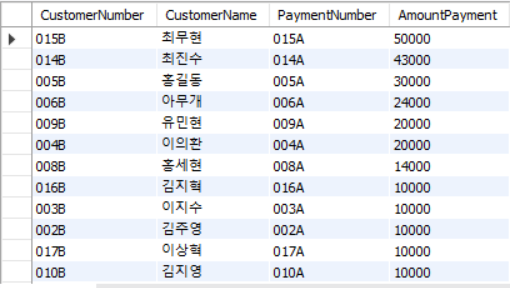 CustomerNumber CustomerName PaymentNumber AmountPayment
015B 최무현 015A 50000
014B 최진수 014A 43000
005B 홍길동 005A 30000
006B 아무개 006A 24000
009B 유민현 009A 20000
004B 이의환 004A 20000
008B 홍세현 008A 14000
016B 김지혁 016A 10000
003B 이지수 003A 10000
002B 김주영 002A 10000
017B 이상혁 017A 10000
010B 김지영 010A 10000